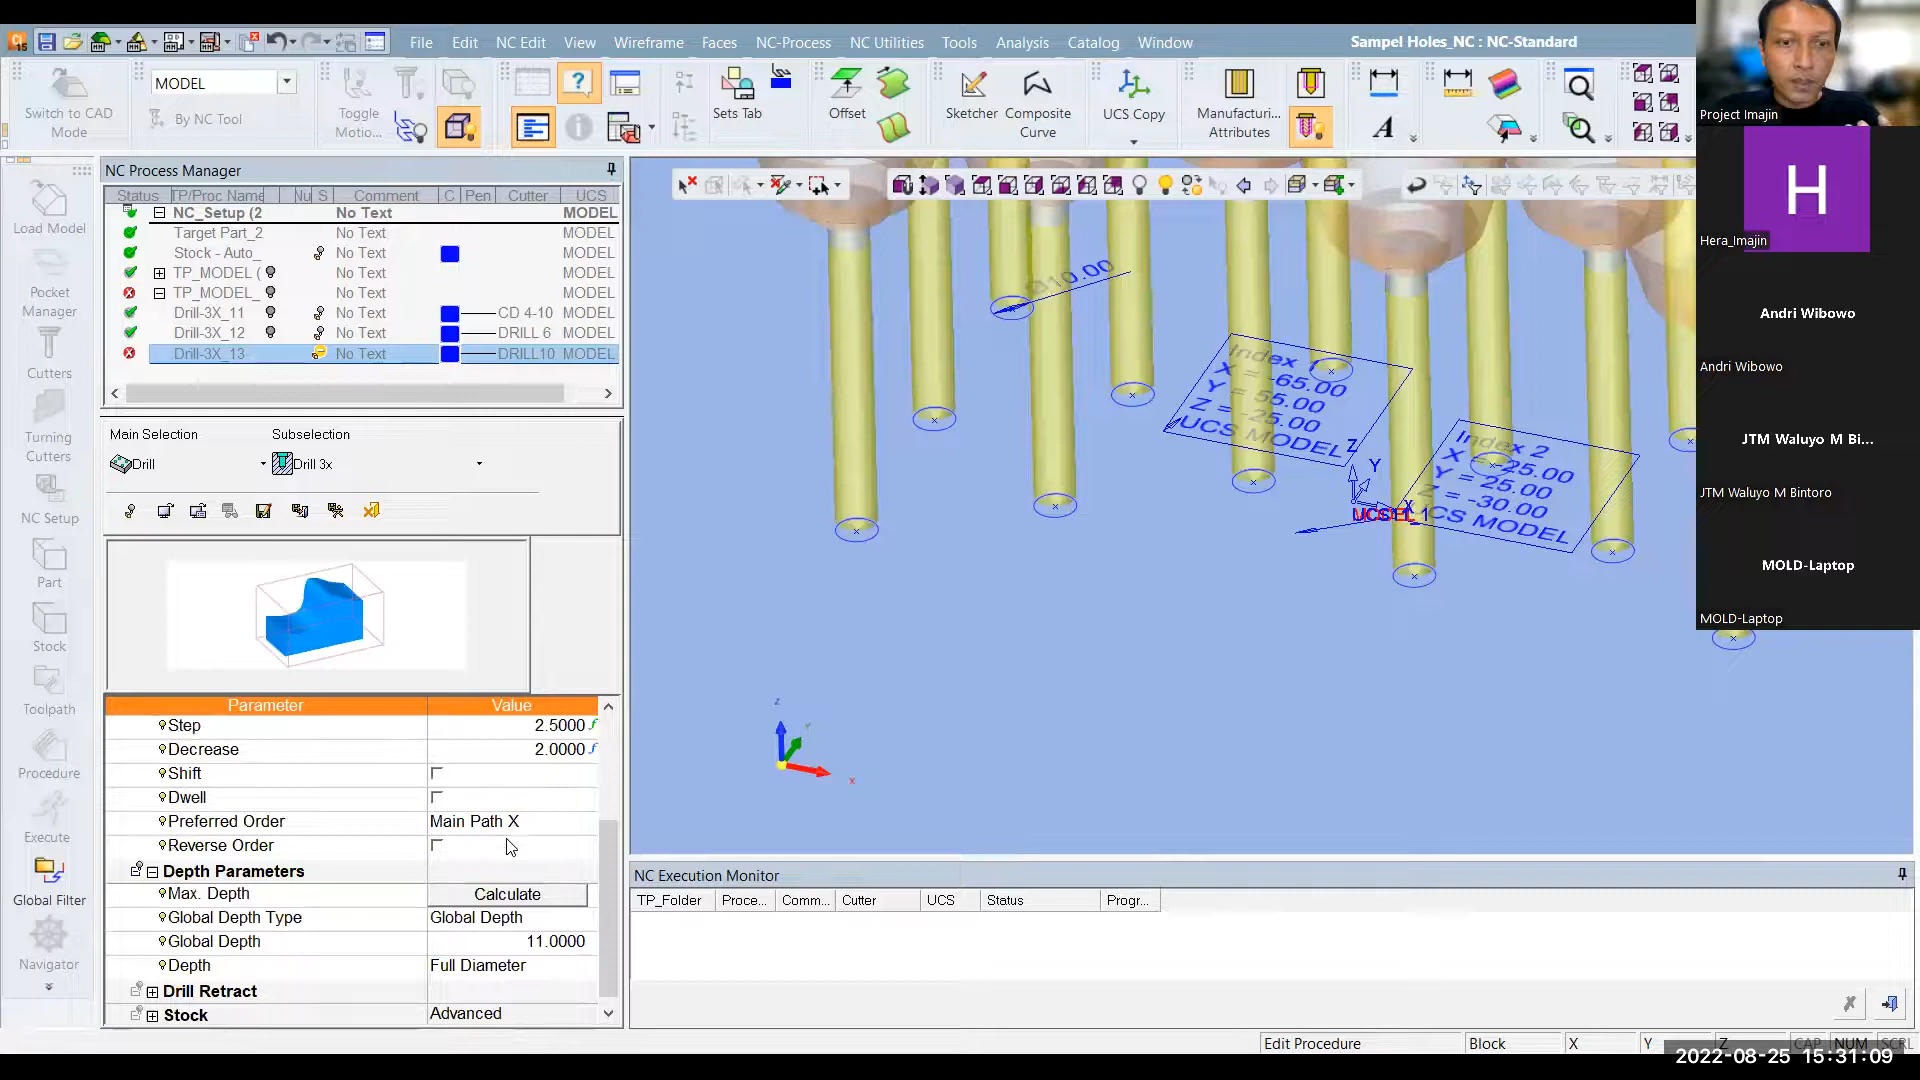 File Edit NC Edit View Wireframe Faces NC-Process NC Utilities Tools Analysis Catalog Window
Sampel Holes_NC : NC-Standard
Switch to CAD Mode
MODEL
By NC Tool
Toggle Motio...
Sets Tab
Offset
Sketcher
Composite Curve
UCS Copy
Manufacturi... Attributes
Project Imajin
H
Hera_Imajin
Andri Wibowo
Andri Wibowo
JTM Waluyo M Bi...
JTM Waluyo M Bintoro
MOLD-Laptop
MOLD-Laptop
Load Model
Pocket Manager
Cutters
Turning Cutters
NC Setup
Part
Stock
Toolpath
Procedure
Execute
Global Filter
Navigator
NC Process Manager
Status TP/Proc Name Nu S Comment C Pen Cutter UCS
NC_Setup (2 No Text MODEL
Target Part_2 No Text MODEL
Stock - Auto_ No Text MODEL
TP_MODEL ( No Text MODEL
TP_MODEL_ No Text MODEL
Drill-3X_11 No Text CD 4-10 MODEL
Drill-3X_12 No Text DRILL 6 MODEL
Drill-3X_13 No Text DRILL10 MODEL
Main Selection Subselection
Drill Drill 3x
Parameter Value
Step 2.5000 f
Decrease 2.0000 f
Shift
Dwell
Preferred Order Main Path X
Reverse Order
Depth Parameters
Max. Depth Calculate
Global Depth Type Global Depth
Global Depth 11.0000
Depth Full Diameter
Drill Retract
Stock Advanced
Ø10.00
Index 1
X = -65.00
Y = 55.00
Z = -25.00
UCS MODEL
Index 2
X = -25.00
Y = 25.00
Z = -30.00
UCS MODEL
Z
Y
X
z
Y
x
NC Execution Monitor
TP_Folder Proce... Comm... Cutter UCS Status Progr...
Edit Procedure Block X Y Z CAP NUM SCRL
2022-08-25 15:31:09